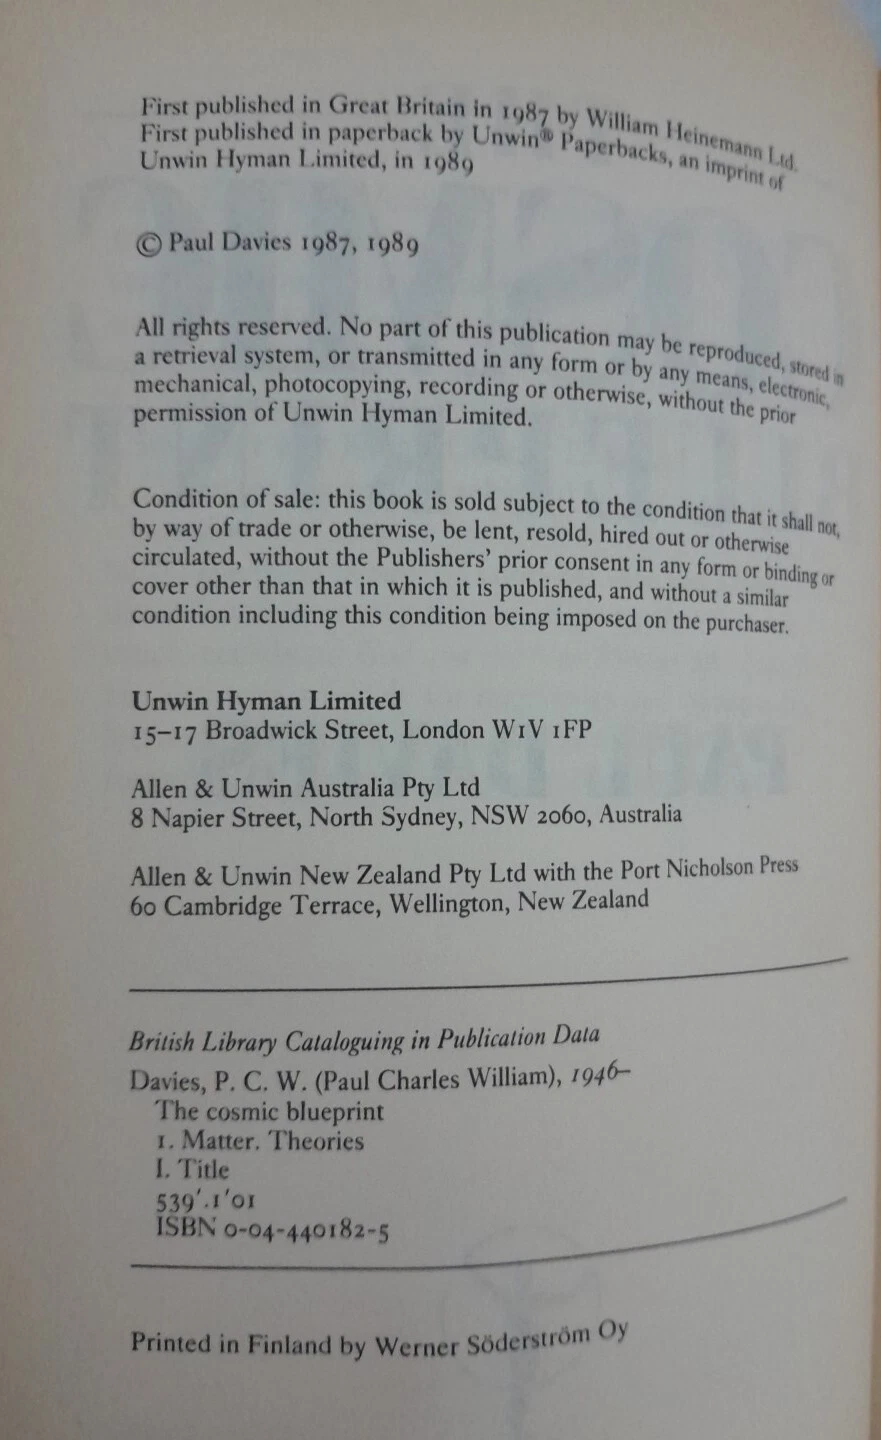 First published in Great Britain in 1987 by William Heinemann Ltd.
First published in paperback by Unwin® Paperbacks, an imprint of
Unwin Hyman Limited, in 1989
© Paul Davies 1987, 1989
All rights reserved. No part of this publication may be reproduced, stored in
a retrieval system, or transmitted in any form or by any means, electronic,
mechanical, photocopying, recording or otherwise, without the prior
permission of Unwin Hyman Limited.
Condition of sale: this book is sold subject to the condition that it shall not,
by way of trade or otherwise, be lent, resold, hired out or otherwise
circulated, without the Publishers' prior consent in any form or binding or
cover other than that in which it is published, and without a similar
condition including this condition being imposed on the purchaser.
Unwin Hyman Limited
15–17 Broadwick Street, London W1V 1FP
Allen & Unwin Australia Pty Ltd
8 Napier Street, North Sydney, NSW 2060, Australia
Allen & Unwin New Zealand Pty Ltd with the Port Nicholson Press
60 Cambridge Terrace, Wellington, New Zealand
British Library Cataloguing in Publication Data
Davies, P. C. W. (Paul Charles William), 1946–
The cosmic blueprint
1. Matter. Theories
I. Title
539'.1'01
ISBN 0-04-440182-5
Printed in Finland by Werner Söderström Oy